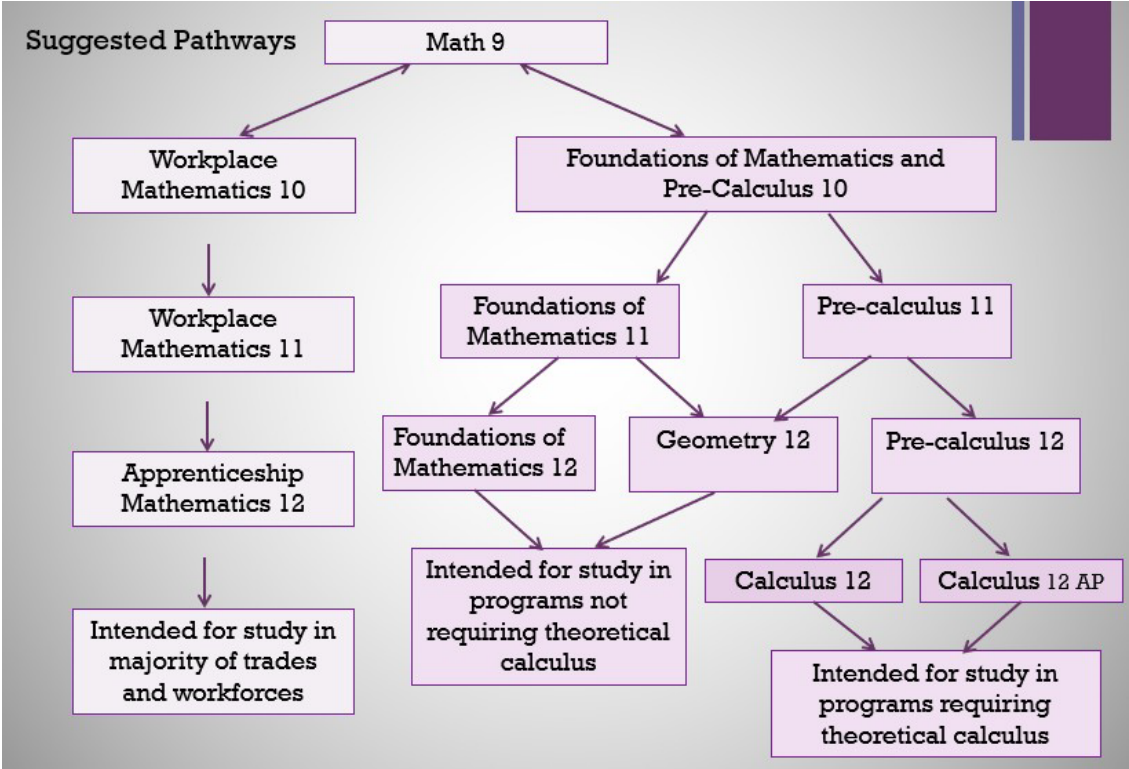 Suggested Pathways
Math 9
Workplace
Mathematics 10
Foundations of Mathematics and
Pre-Calculus 10
Workplace
Mathematics 11
Foundations of
Mathematics 11
Pre-calculus 11
Apprenticeship
Mathematics 12
Foundations of
Mathematics 12
Geometry 12
Pre-calculus 12
Intended for study in
majority of trades
and workforces
Intended for study in
programs not
requiring theoretical
calculus
Calculus 12
Calculus 12 AP
Intended for study in
programs requiring
theoretical calculus